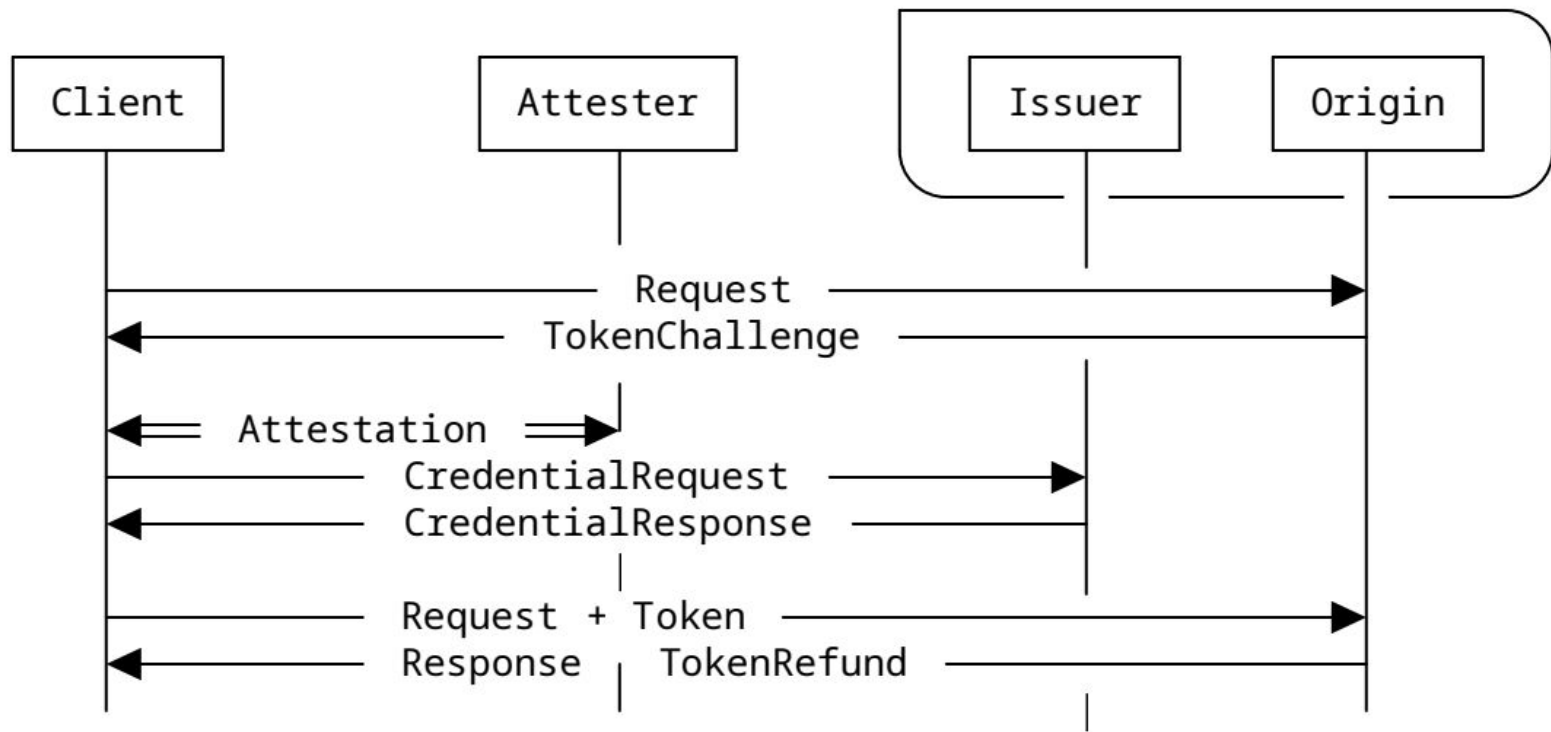 Client Attester Issuer Origin
Request
TokenChallenge
Attestation
CredentialRequest
CredentialResponse
Request + Token
Response TokenRefund